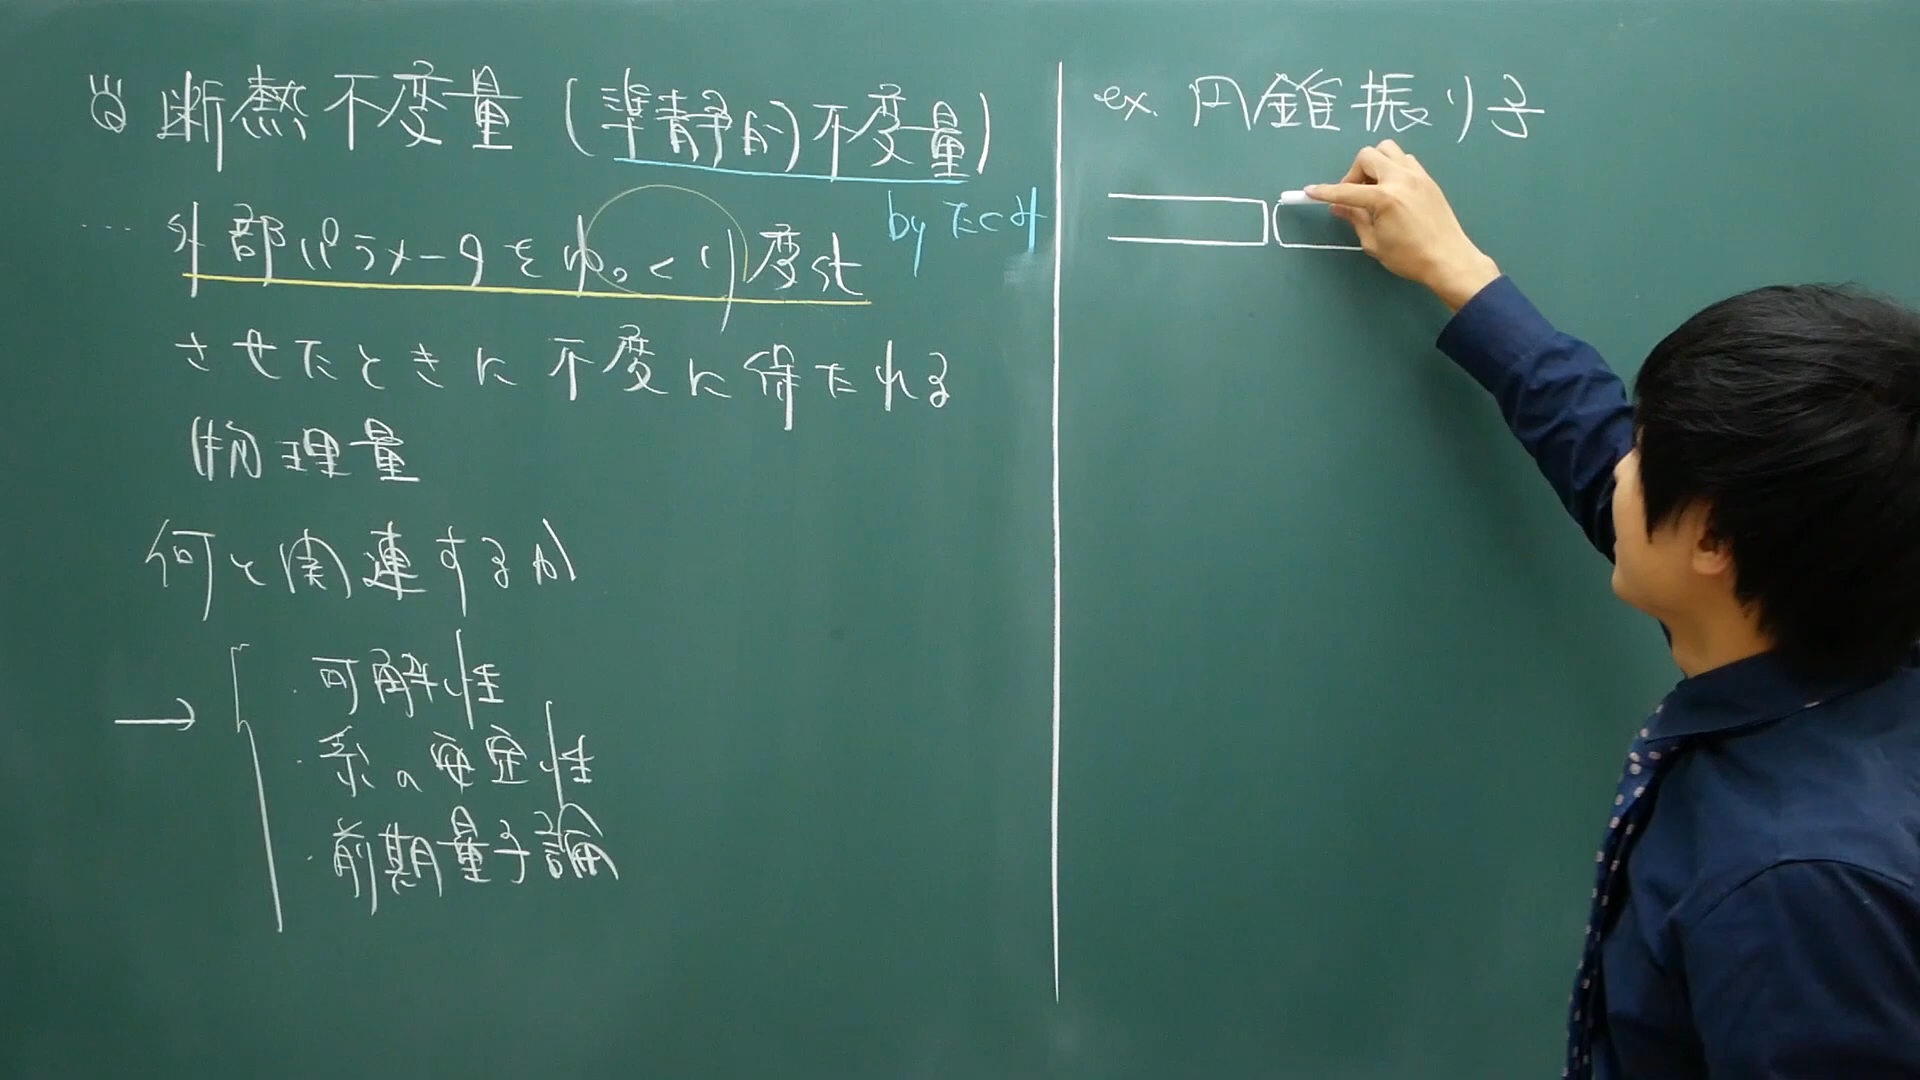 断熱不変量(準静的)不変量)
by たくみ
… 外部パラメータをゆっくり変化
させたときに不変に保たれる
物理量
何と関連するか
→ ・可解性
・系の安定性
・前期量子論
ex. 円錐振り子